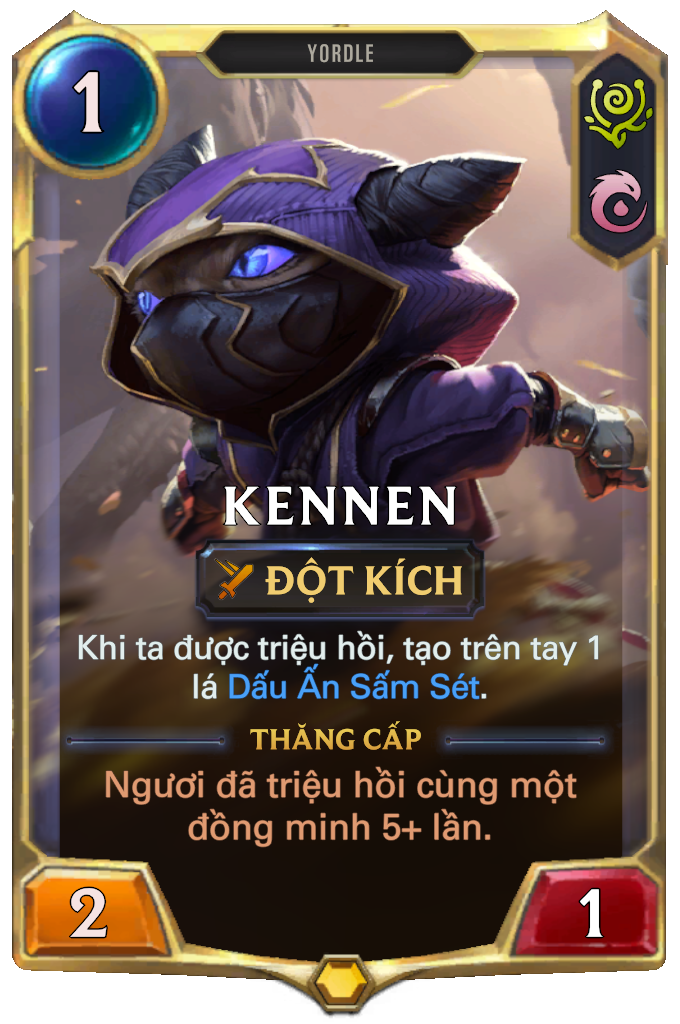 YORDLE
1
KENNEN
ĐỘT KÍCH
Khi ta được triệu hồi, tạo trên tay 1
lá Dấu Ấn Sấm Sét.
THĂNG CẤP
Ngươi đã triệu hồi cùng một
đồng minh 5+ lần.
2
1